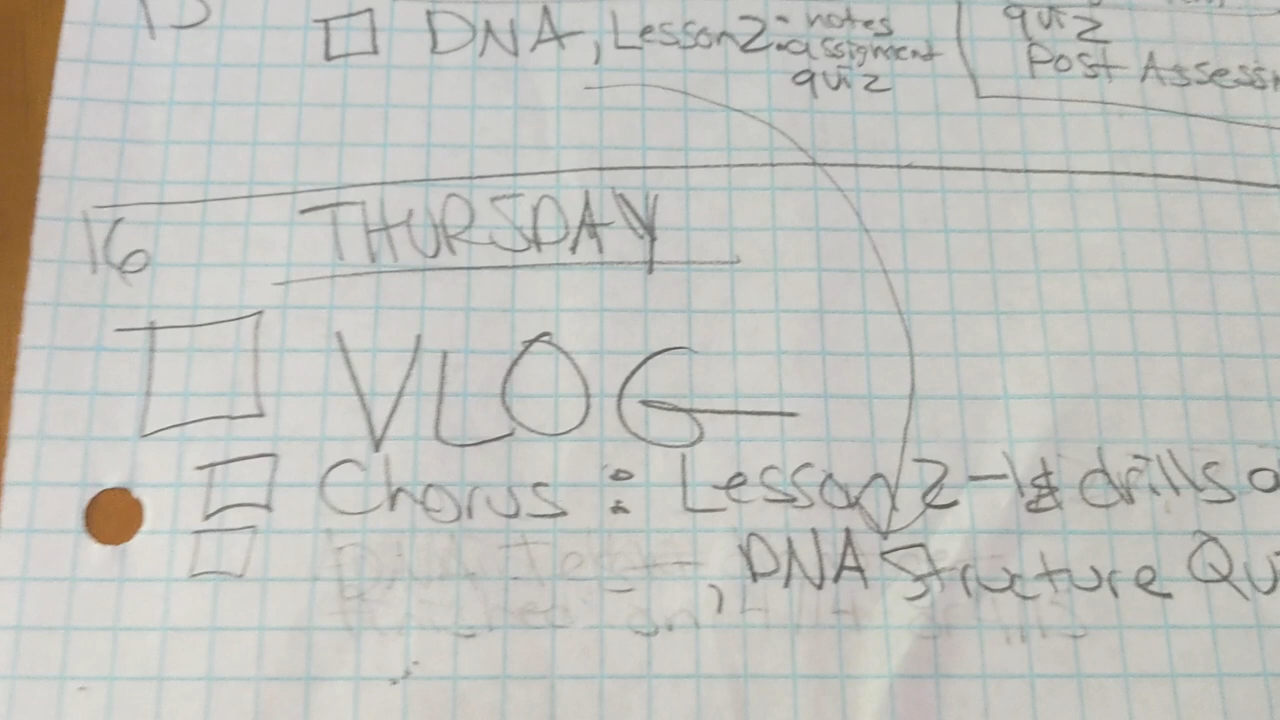 DNA, Lesson 2: notes
assignment
quiz
quiz
Post Assess
16 THURSDAY
VLOG
Chorus: Lesson 2 - 1st drills
, DNA Structure Qu